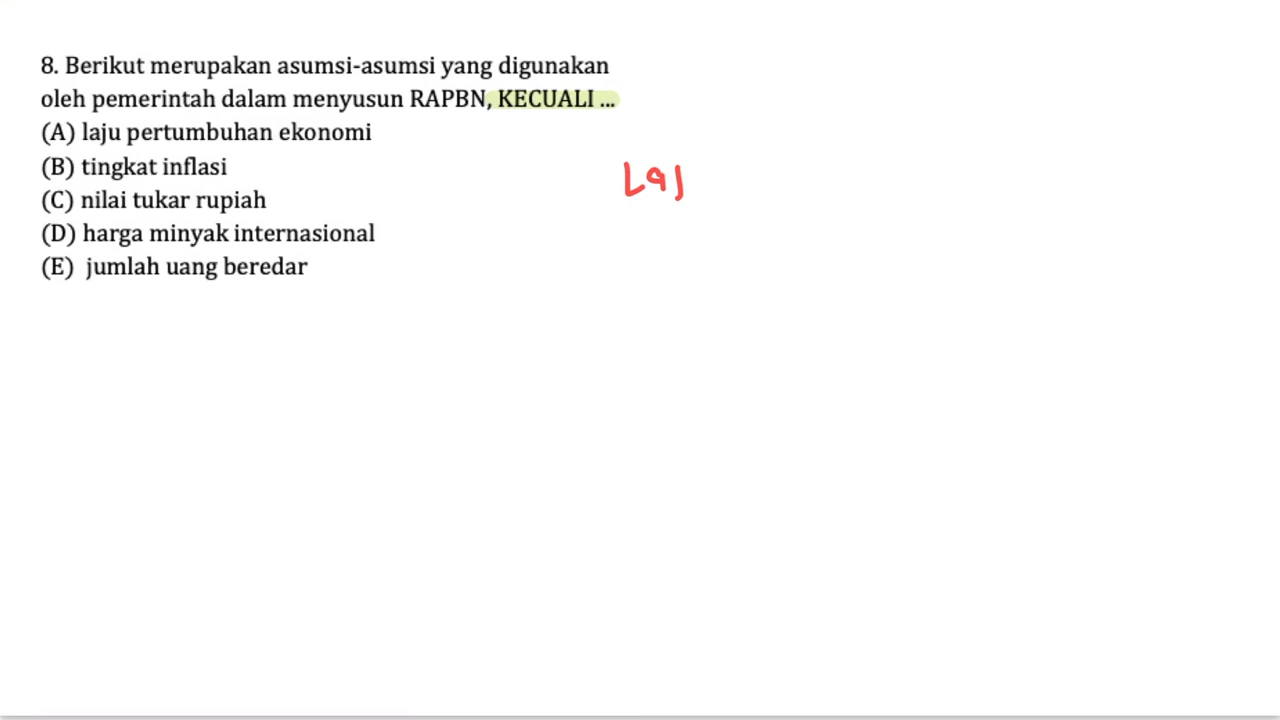 8. Berikut merupakan asumsi-asumsi yang digunakan
oleh pemerintah dalam menyusun RAPBN, KECUALI ...
(A) laju pertumbuhan ekonomi
(B) tingkat inflasi
(C) nilai tukar rupiah
(D) harga minyak internasional
(E) jumlah uang beredar
Laj